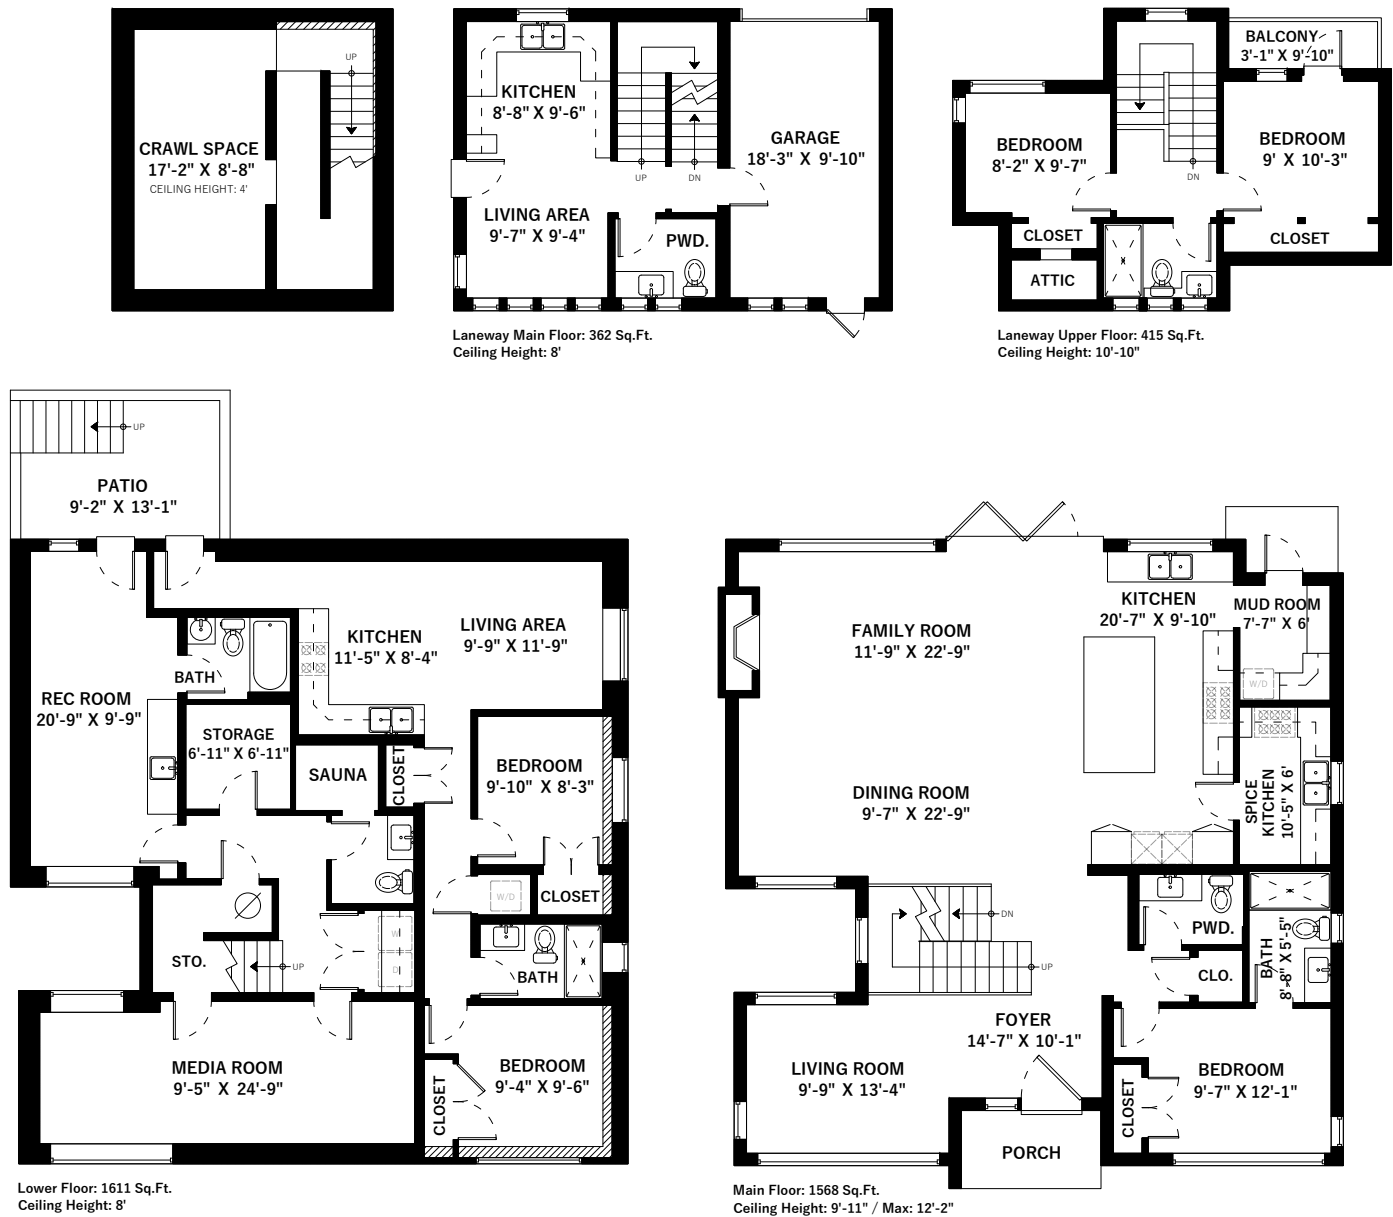 CRAWL SPACE
17'-2" X 8'-8"
CEILING HEIGHT: 4'
UP
KITCHEN
8'-8" X 9'-6"
LIVING AREA
9'-7" X 9'-4"
UP
DN
PWD.
GARAGE
18'-3" X 9'-10"
Laneway Main Floor: 362 Sq.Ft.
Ceiling Height: 8'
BALCONY
3'-1" X 9'-10"
BEDROOM
8'-2" X 9'-7"
BEDROOM
9' X 10'-3"
DN
CLOSET
CLOSET
ATTIC
Laneway Upper Floor: 415 Sq.Ft.
Ceiling Height: 10'-10"
UP
PATIO
9'-2" X 13'-1"
LIVING AREA
9'-9" X 11'-9"
KITCHEN
11'-5" X 8'-4"
BATH
REC ROOM
20'-9" X 9'-9"
STORAGE
6'-11" X 6'-11"
SAUNA
CLOSET
BEDROOM
9'-10" X 8'-3"
CLOSET
W/D
W
D
STO.
UP
BATH
MEDIA ROOM
9'-5" X 24'-9"
BEDROOM
9'-4" X 9'-6"
CLOSET
Lower Floor: 1611 Sq.Ft.
Ceiling Height: 8'
FAMILY ROOM
11'-9" X 22'-9"
KITCHEN
20'-7" X 9'-10"
MUD ROOM
7'-7" X 6'
W/D
SPICE
KITCHEN
10'-5" X 6'
DINING ROOM
9'-7" X 22'-9"
DN
UP
PWD.
BATH
8'-8" X 5'-5"
CLO.
FOYER
14'-7" X 10'-1"
LIVING ROOM
9'-9" X 13'-4"
BEDROOM
9'-7" X 12'-1"
CLOSET
PORCH
Main Floor: 1568 Sq.Ft.
Ceiling Height: 9'-11" / Max: 12'-2"